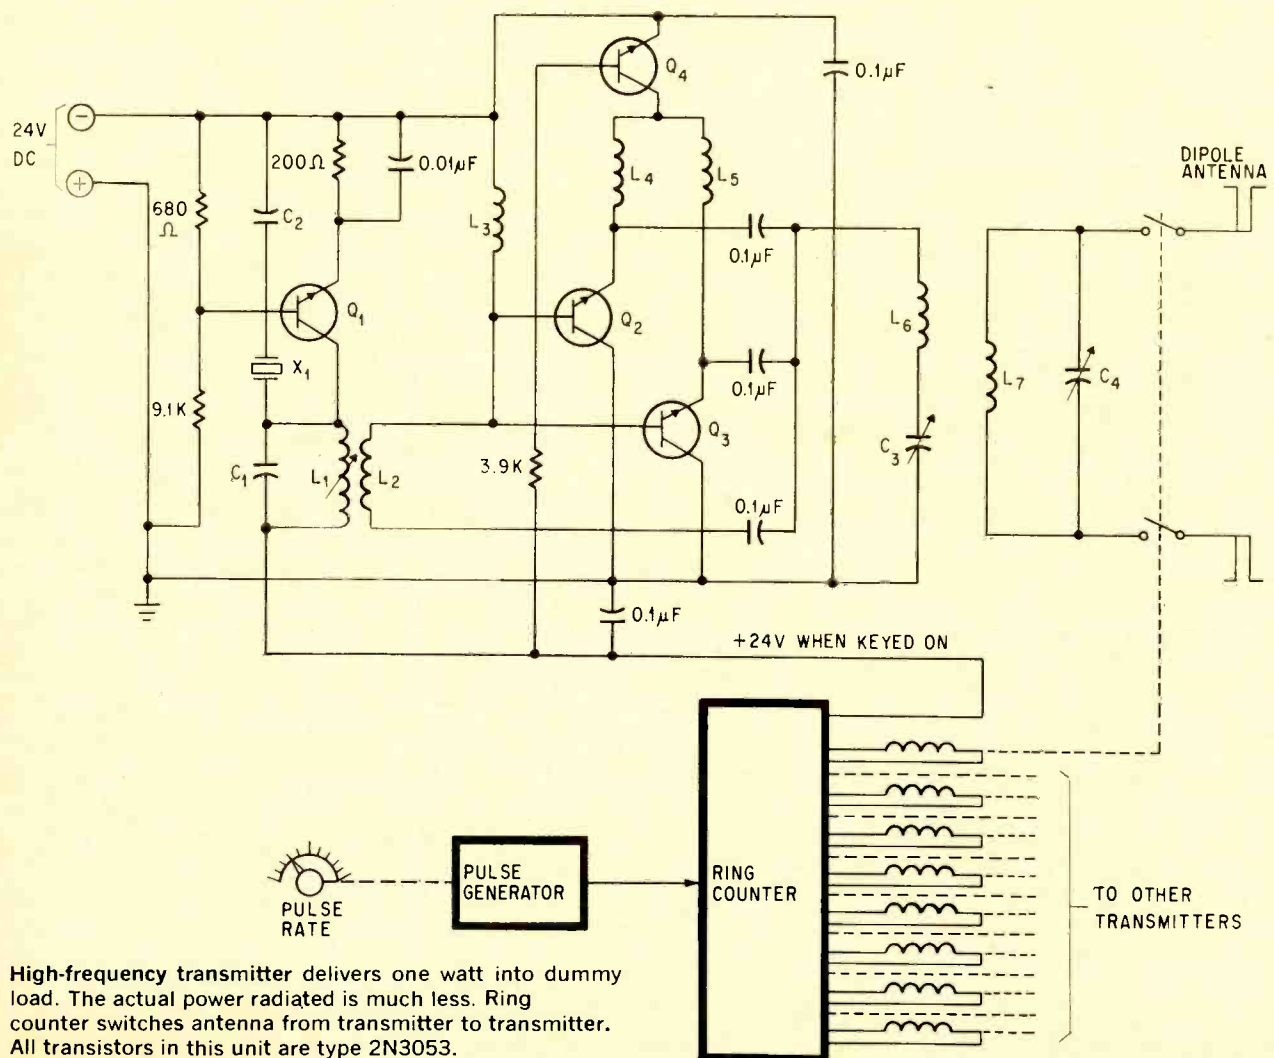 Q4
0.1µF
24V
DC
−
+
200Ω
0.01µF
L4
L5
DIPOLE
ANTENNA
680
Ω
C2
L3
0.1µF
Q1
Q2
L6
X1
L7
C4
0.1µF
9.1K
Q3
C3
C1
L1
L2
3.9K
0.1µF
0.1µF
+24V WHEN KEYED ON
PULSE
RATE
PULSE
GENERATOR
RING
COUNTER
TO OTHER
TRANSMITTERS
High-frequency transmitter delivers one watt into dummy
load. The actual power radiated is much less. Ring
counter switches antenna from transmitter to transmitter.
All transistors in this unit are type 2N3053.